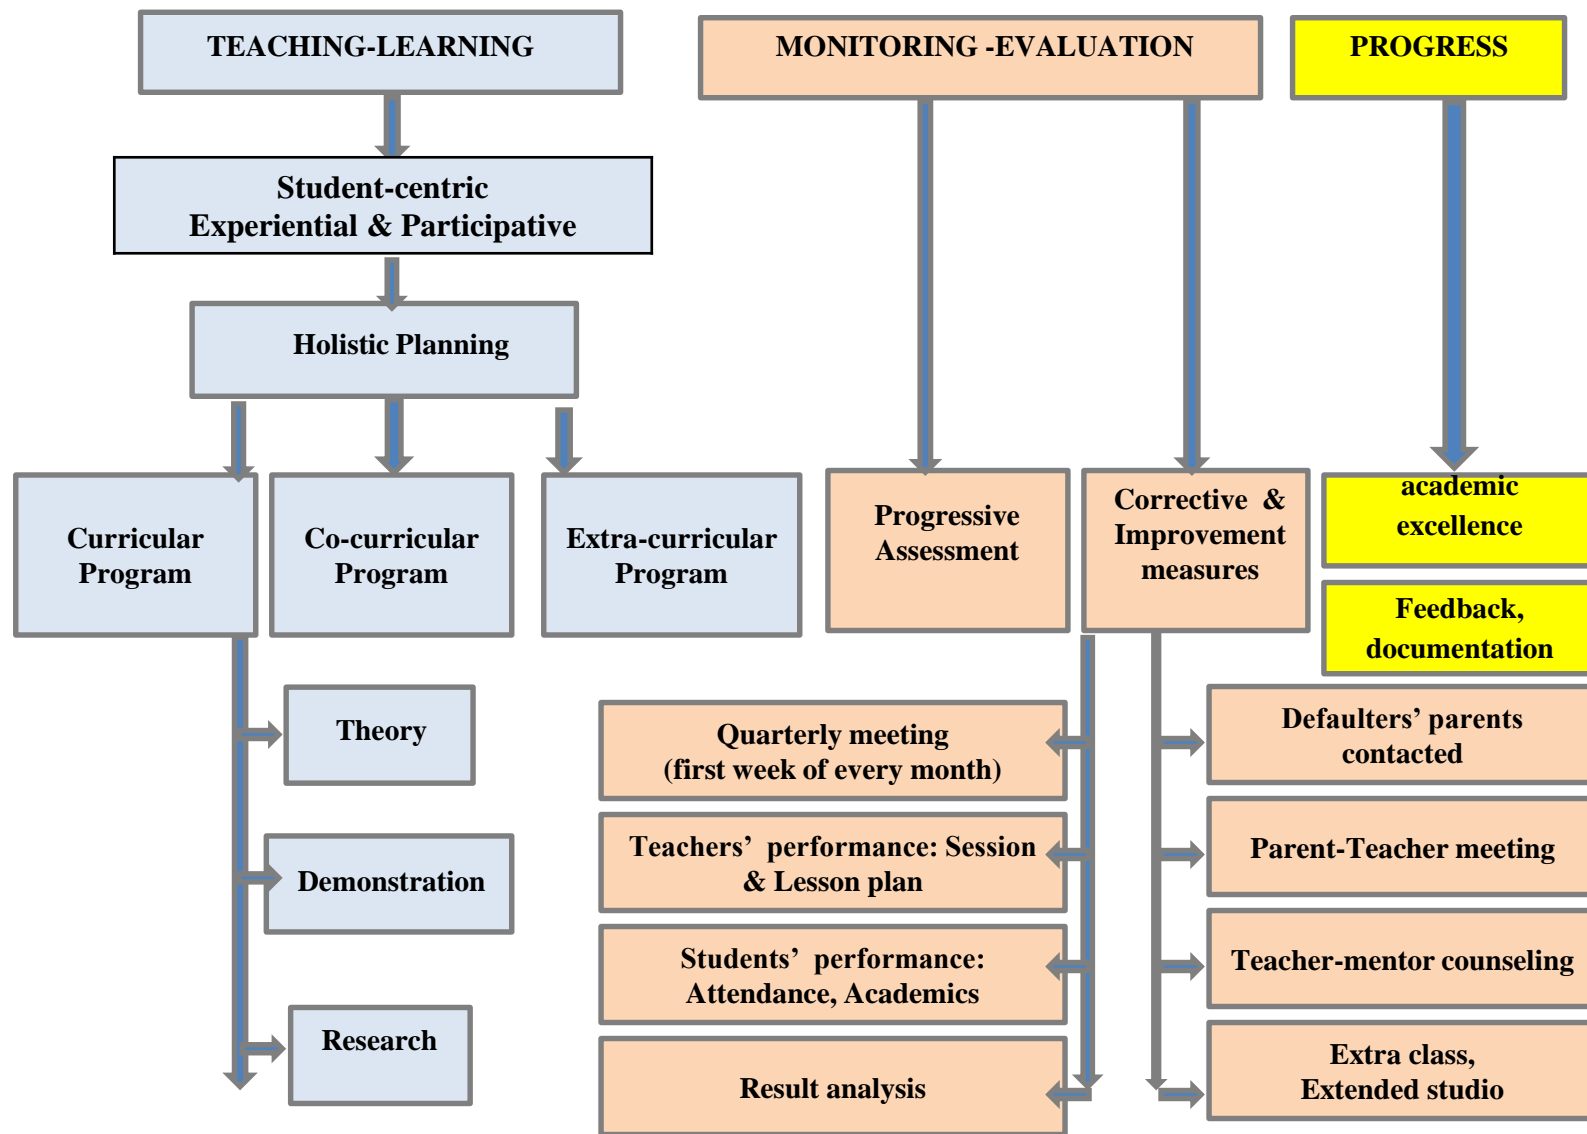 TEACHING-LEARNING
MONITORING -EVALUATION
PROGRESS
Student-centric
Experiential & Participative
Holistic Planning
Curricular
Program
Co-curricular
Program
Extra-curricular
Program
Progressive
Assessment
Corrective &
Improvement
measures
academic
excellence
Feedback,
documentation
Theory
Demonstration
Research
Quarterly meeting
(first week of every month)
Teachers’ performance: Session
& Lesson plan
Students’ performance:
Attendance, Academics
Result analysis
Defaulters’ parents
contacted
Parent-Teacher meeting
Teacher-mentor counseling
Extra class,
Extended studio